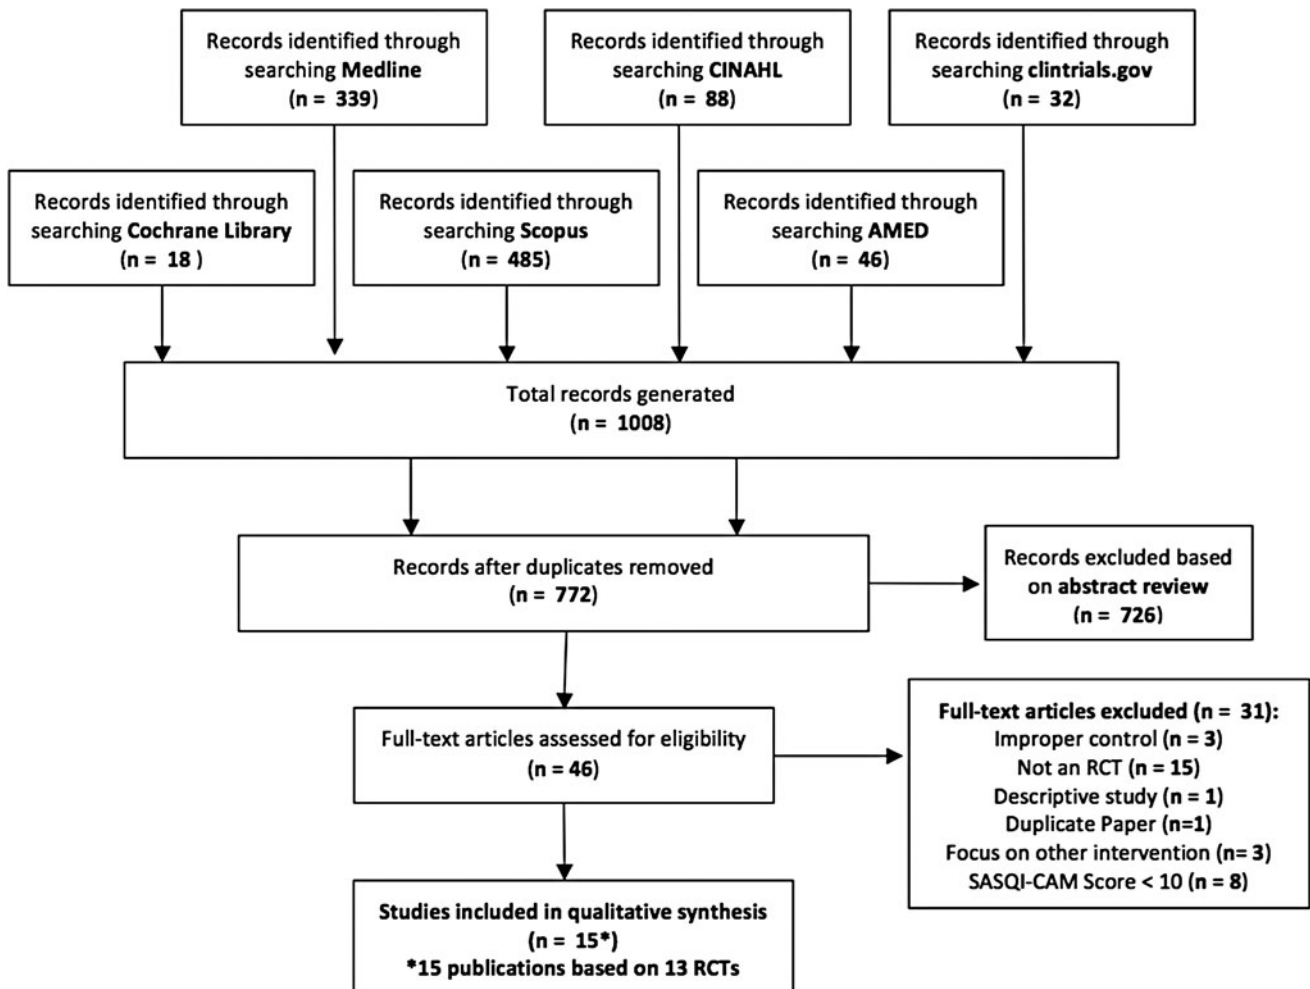 Records identified through
searching Medline
(n = 339)
Records identified through
searching CINAHL
(n = 88)
Records identified through
searching clintrials.gov
(n = 32)
Records identified through
searching Cochrane Library
(n = 18 )
Records identified through
searching Scopus
(n = 485)
Records identified through
searching AMED
(n = 46)
Total records generated
(n = 1008)
Records after duplicates removed
(n = 772)
Records excluded based
on abstract review
(n = 726)
Full-text articles assessed for eligibility
(n = 46)
Full-text articles excluded (n = 31):
Improper control (n = 3)
Not an RCT (n = 15)
Descriptive study (n = 1)
Duplicate Paper (n=1)
Focus on other intervention (n= 3)
SASQI-CAM Score < 10 (n = 8)
Studies included in qualitative synthesis
(n = 15*)
*15 publications based on 13 RCTs